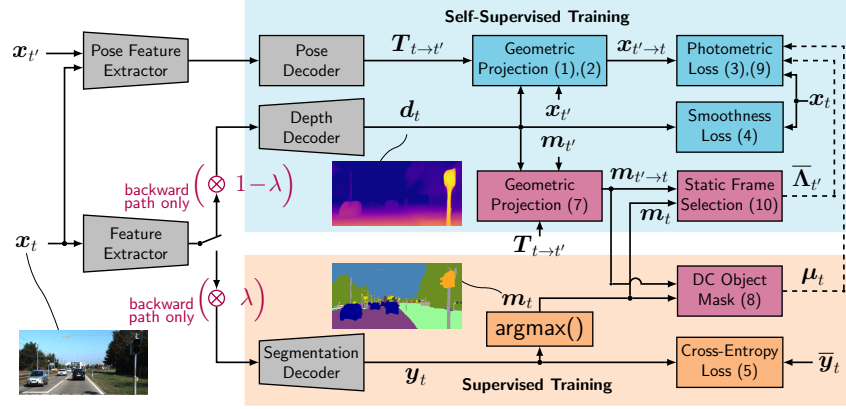 Self-Supervised Training
x_{t'}
Pose Feature
Extractor
Pose
Decoder
T_{t→t'}
Geometric
Projection (1),(2)
x_{t'→t}
Photometric
Loss (3),(9)
x_{t'}
x_t
Depth
Decoder
d_t
Smoothness
Loss (4)
m_{t'}
backward
path only
(⊗ 1−λ)
Geometric
Projection (7)
m_{t'→t}
m_t
Static Frame
Selection (10)
Λ̅_{t'}
x_t
Feature
Extractor
T_{t→t'}
backward
path only
(⊗ λ)
m_t
DC Object
Mask (8)
μ_t
argmax()
Segmentation
Decoder
y_t
Cross-Entropy
Loss (5)
y̅_t
Supervised Training